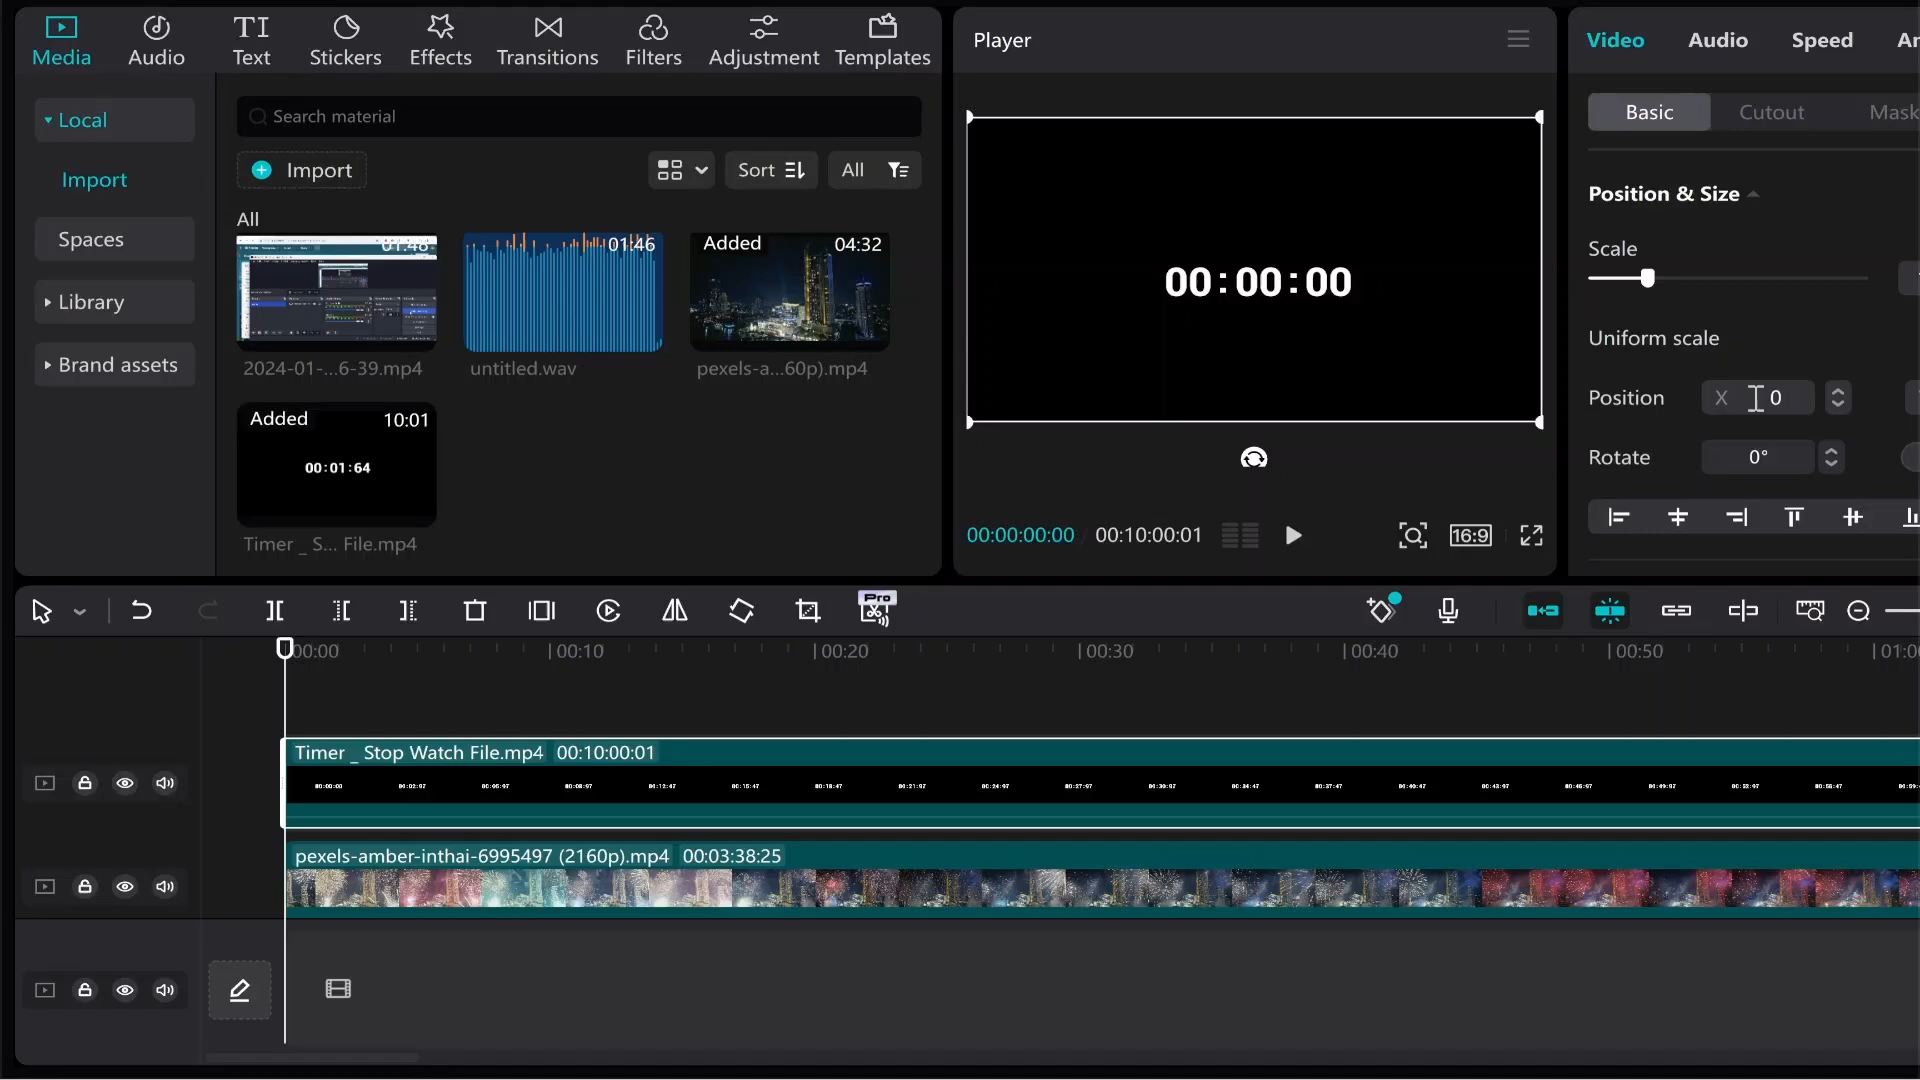 Media
Audio
TI
Text
Stickers
Effects
Transitions
Filters
Adjustment
Templates
Local
Import
Spaces
Library
Brand assets
Search material
Import
Sort
All
All
01:48
2024-01-...6-39.mp4
01:46
untitled.wav
Added 04:32
pexels-a...60p).mp4
Added 10:01
00:01:64
Timer _ S... File.mp4
Player
00:00:00
00:00:00:00 00:10:00:01
16:9
Video Audio Speed
Basic Cutout Mask
Position & Size
Scale
Uniform scale
Position X 0
Rotate 0°
Pro
00:00 00:10 00:20 00:30 00:40 00:50
Timer _ Stop Watch File.mp4 00:10:00:01
pexels-amber-inthai-6995497 (2160p).mp4 00:03:38:25